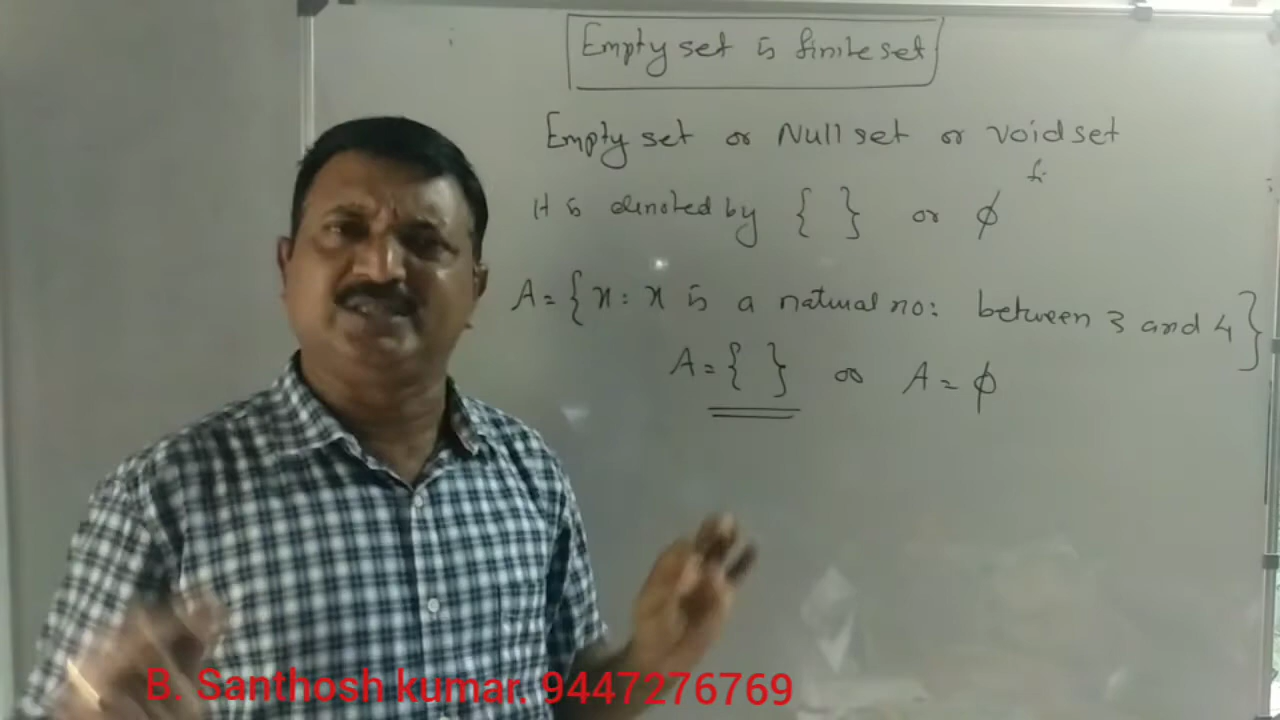 Empty set is finite set
Empty set or Null set or void set
fi
It is denoted by { } or ϕ
A = {x : x is a natural no: between 3 and 4}
A = { } or A = ϕ
B. Santhosh kumar. 9447276769